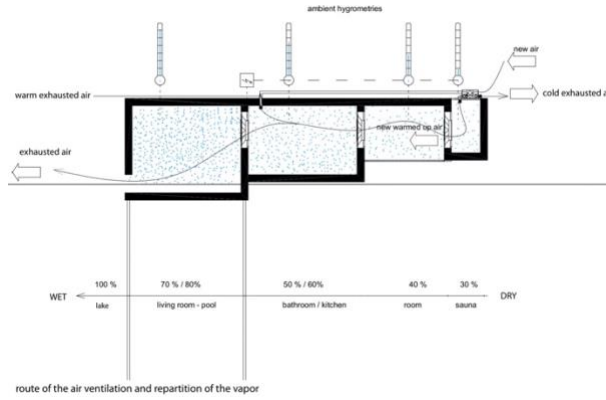 ambient hygrometries
new air
warm exhausted air
cold exhausted a
new warmed up air
exhausted air
100 % 70 % / 80% 50 % / 60% 40 % 30 %
WET DRY
lake living room - pool bathroom / kitchen room sauna
route of the air ventilation and repartition of the vapor